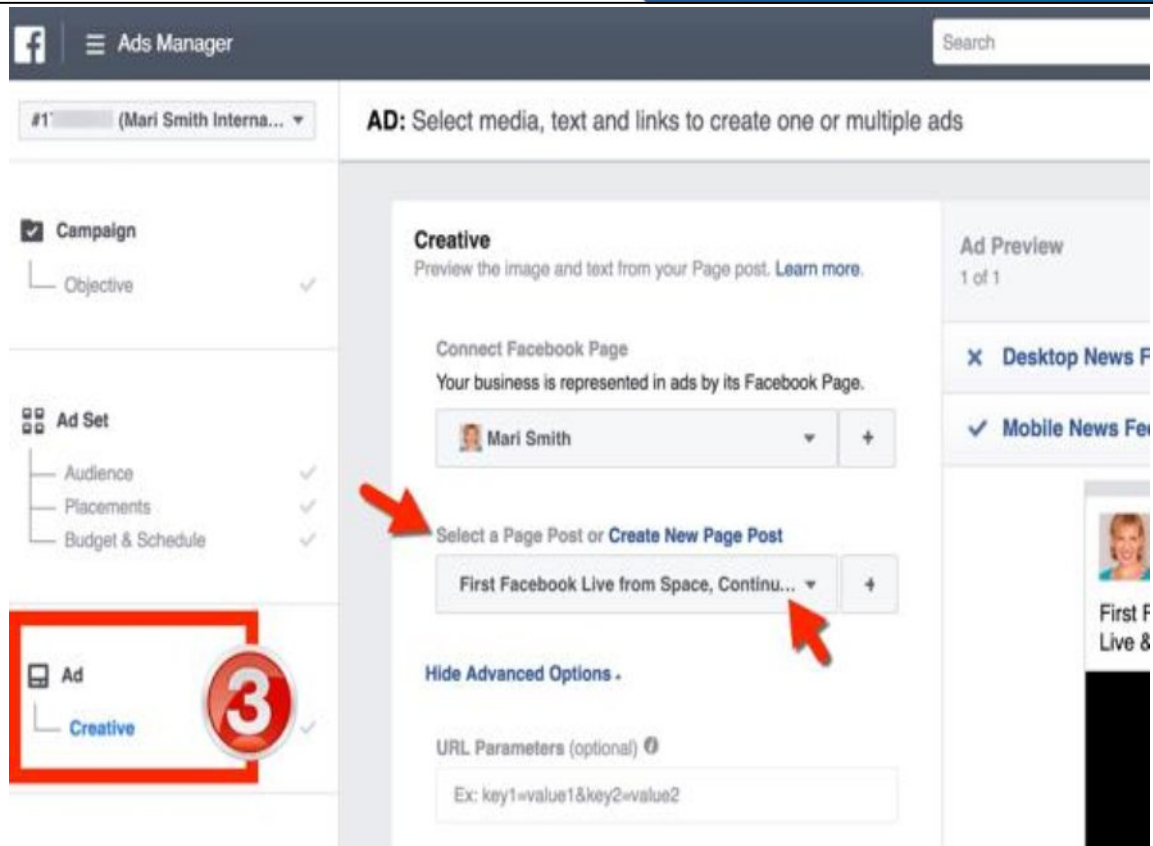 f
Ads Manager
Search
(Mari Smith Interna...
AD: Select media, text and links to create one or multiple ads
Campaign
Objective
Ad Set
Audience
Placements
Budget & Schedule
Ad
Creative
3
Creative
Preview the image and text from your Page post. Learn more.
Connect Facebook Page
Your business is represented in ads by its Facebook Page.
Mari Smith
+
Select a Page Post or Create New Page Post
First Facebook Live from Space, Continu...
+
Hide Advanced Options
URL Parameters (optional)
Ex: key1=value1&key2=value2
Ad Preview
1 of 1
Desktop News F
Mobile News Fee
First F
Live &